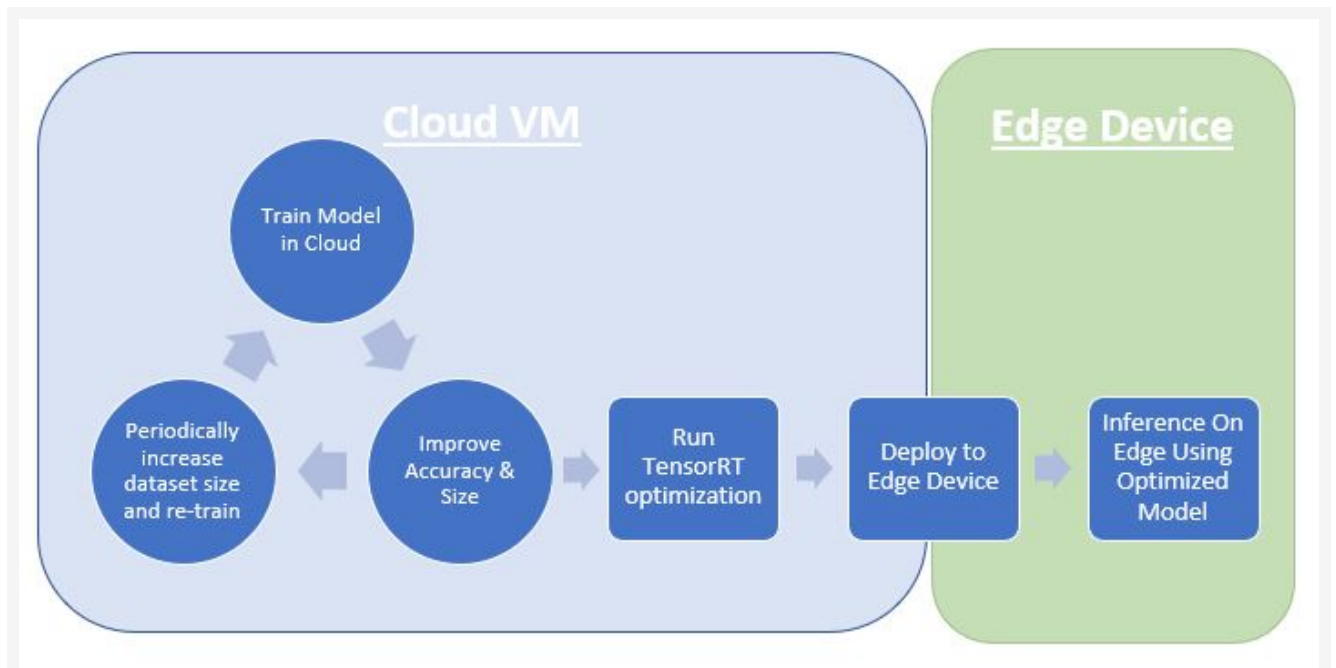 Cloud VM
Edge Device
Train Model
in Cloud
Periodically
increase
dataset size
and re-train
Improve
Accuracy &
Size
Run
TensorRT
optimization
Deploy to
Edge Device
Inference On
Edge Using
Optimized
Model